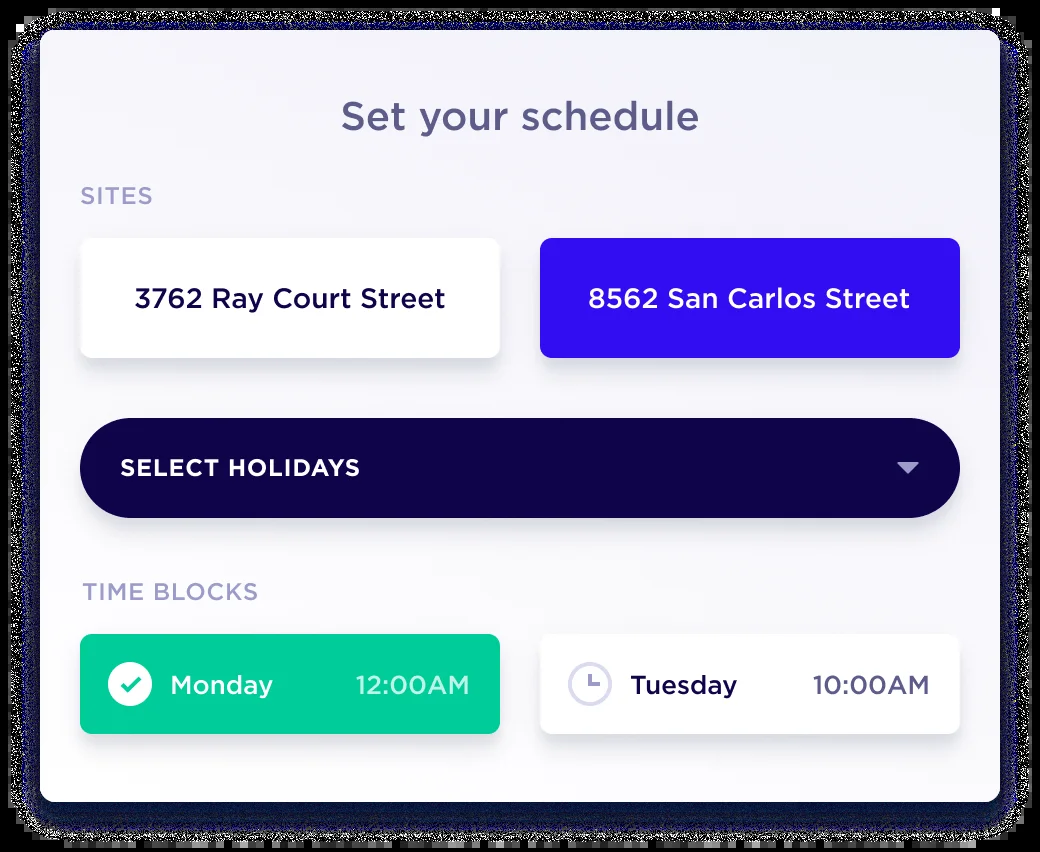 Set your schedule
SITES
3762 Ray Court Street
8562 San Carlos Street
SELECT HOLIDAYS
TIME BLOCKS
Monday 12:00AM
Tuesday 10:00AM